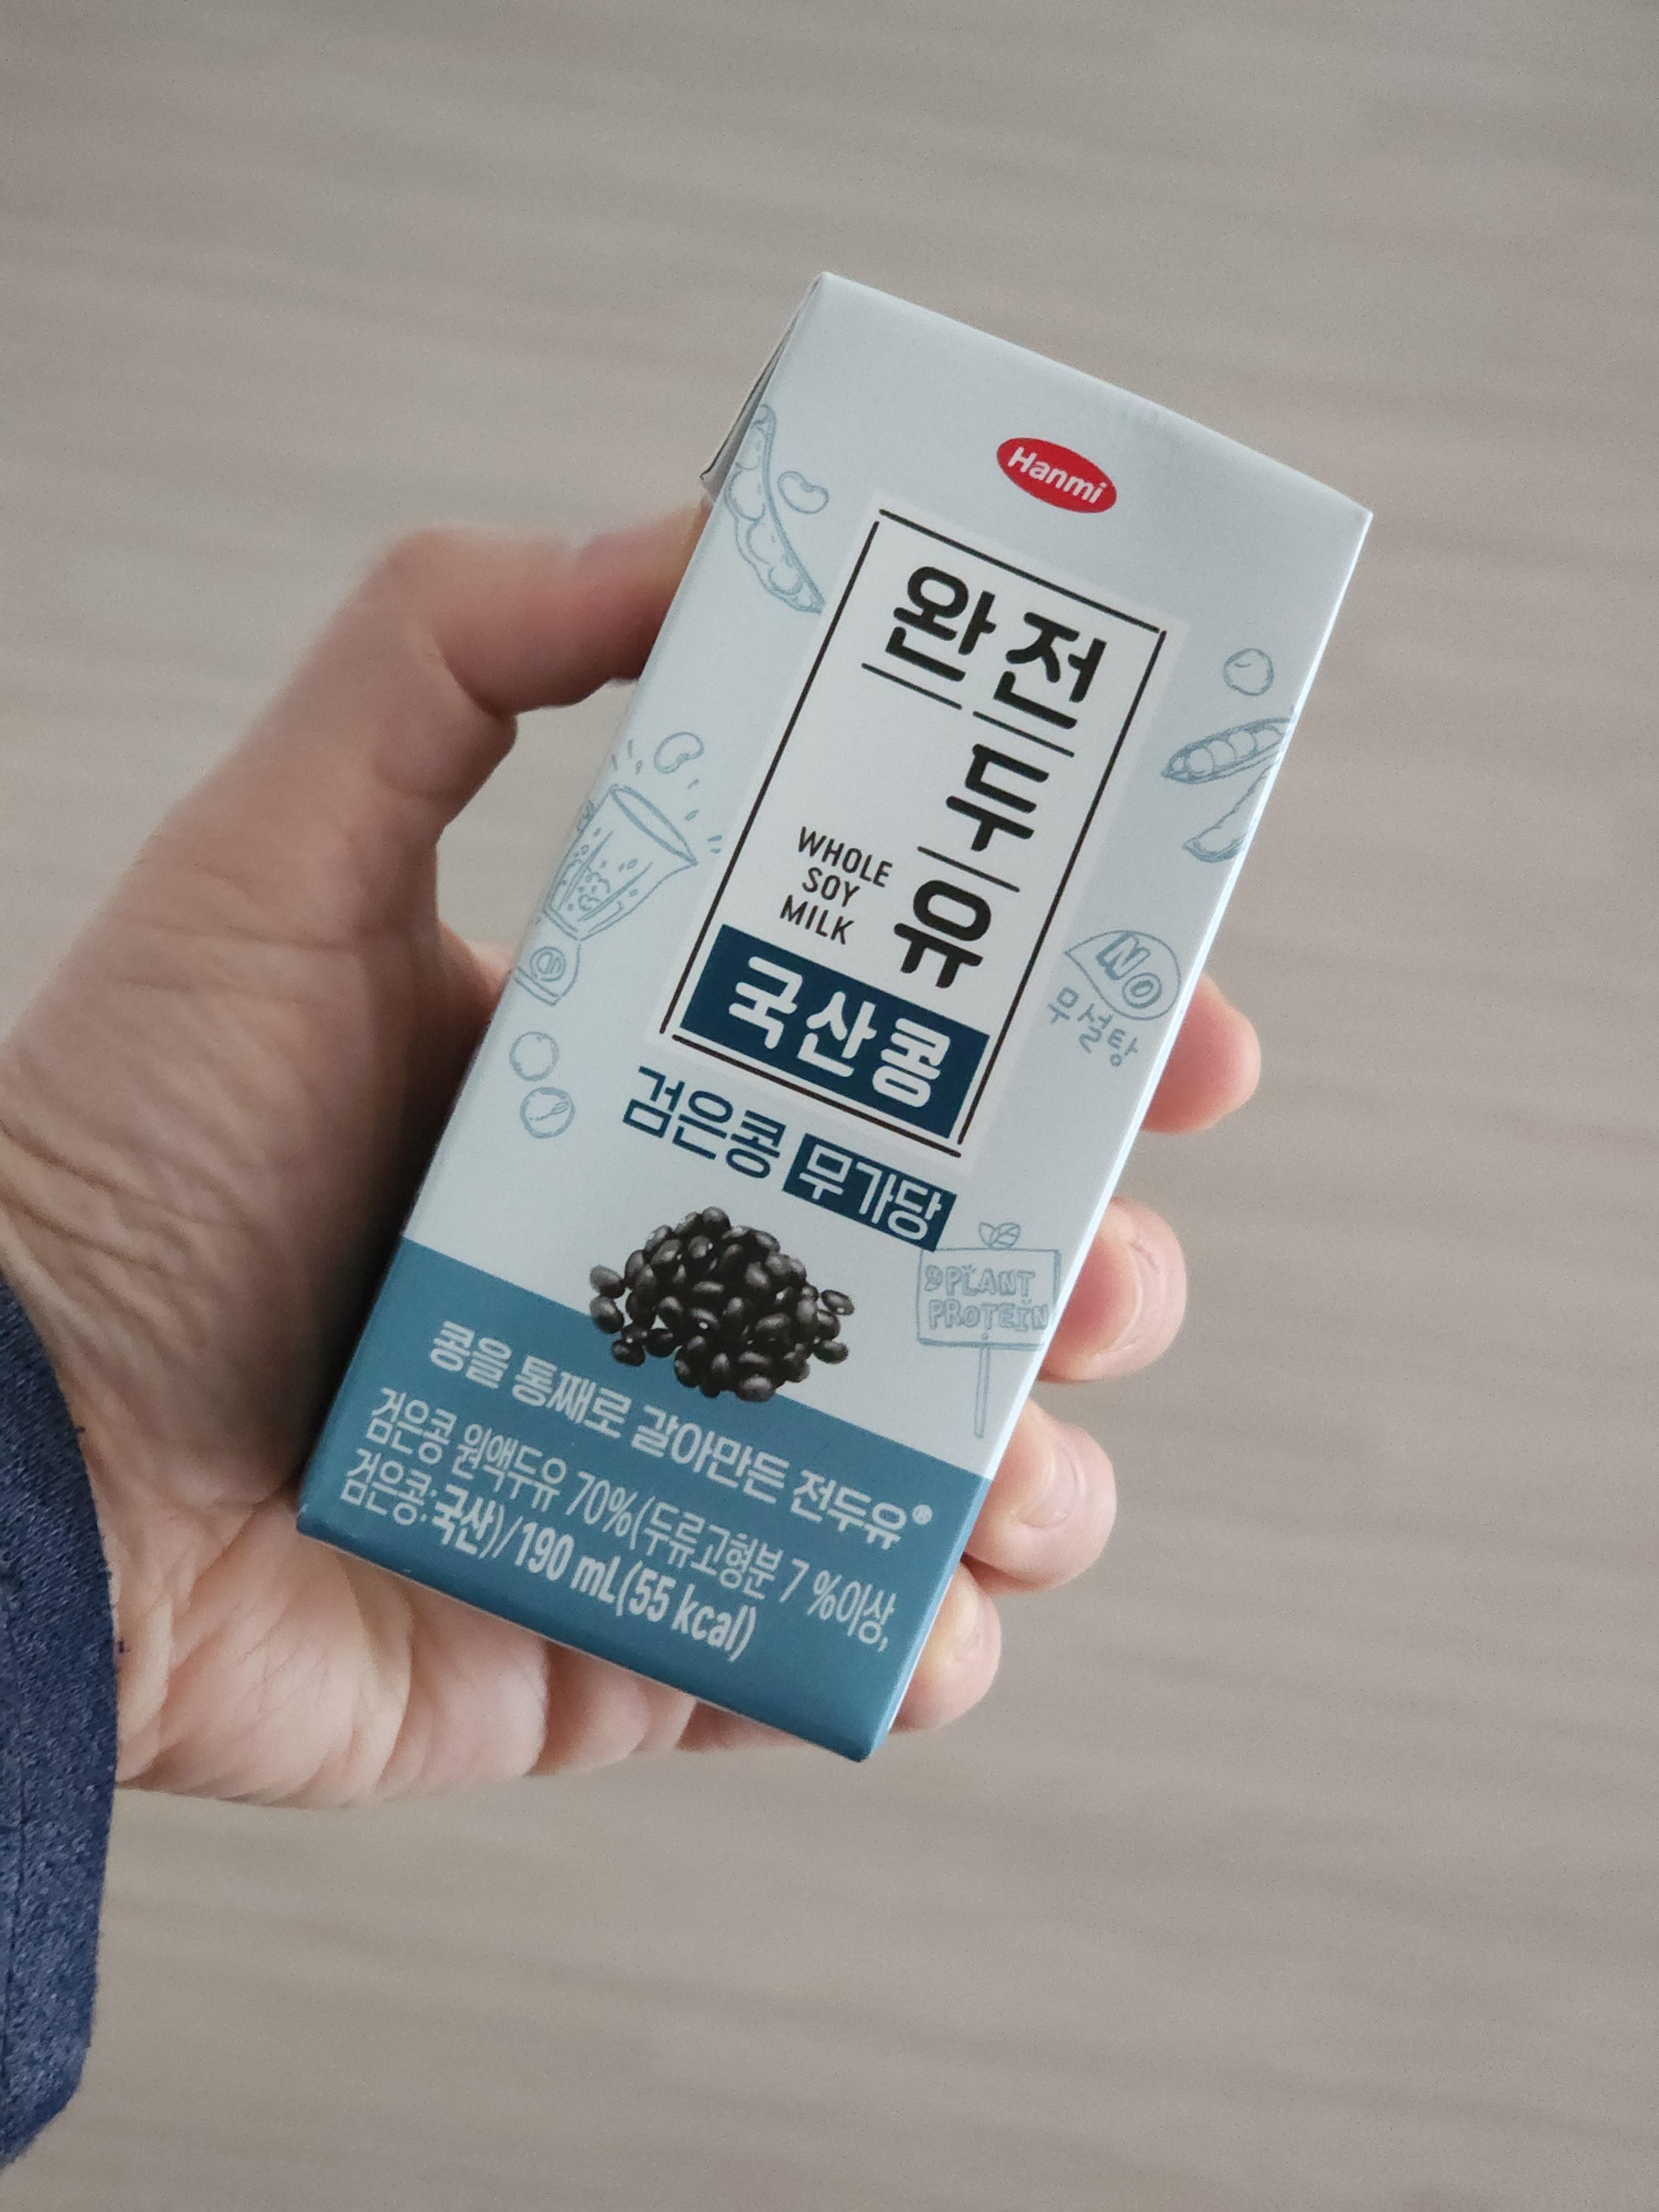 Hanmi
완전
두
유
WHOLE
SOY
MILK
국산콩
NO
무설탕
검은콩 무가당
PLANT
PROTEIN
콩을 통째로 갈아만든 전두유®
검은콩 원액두유 70%(두류고형분 7 %이상,
검은콩:국산)/190 mL(55 kcal)